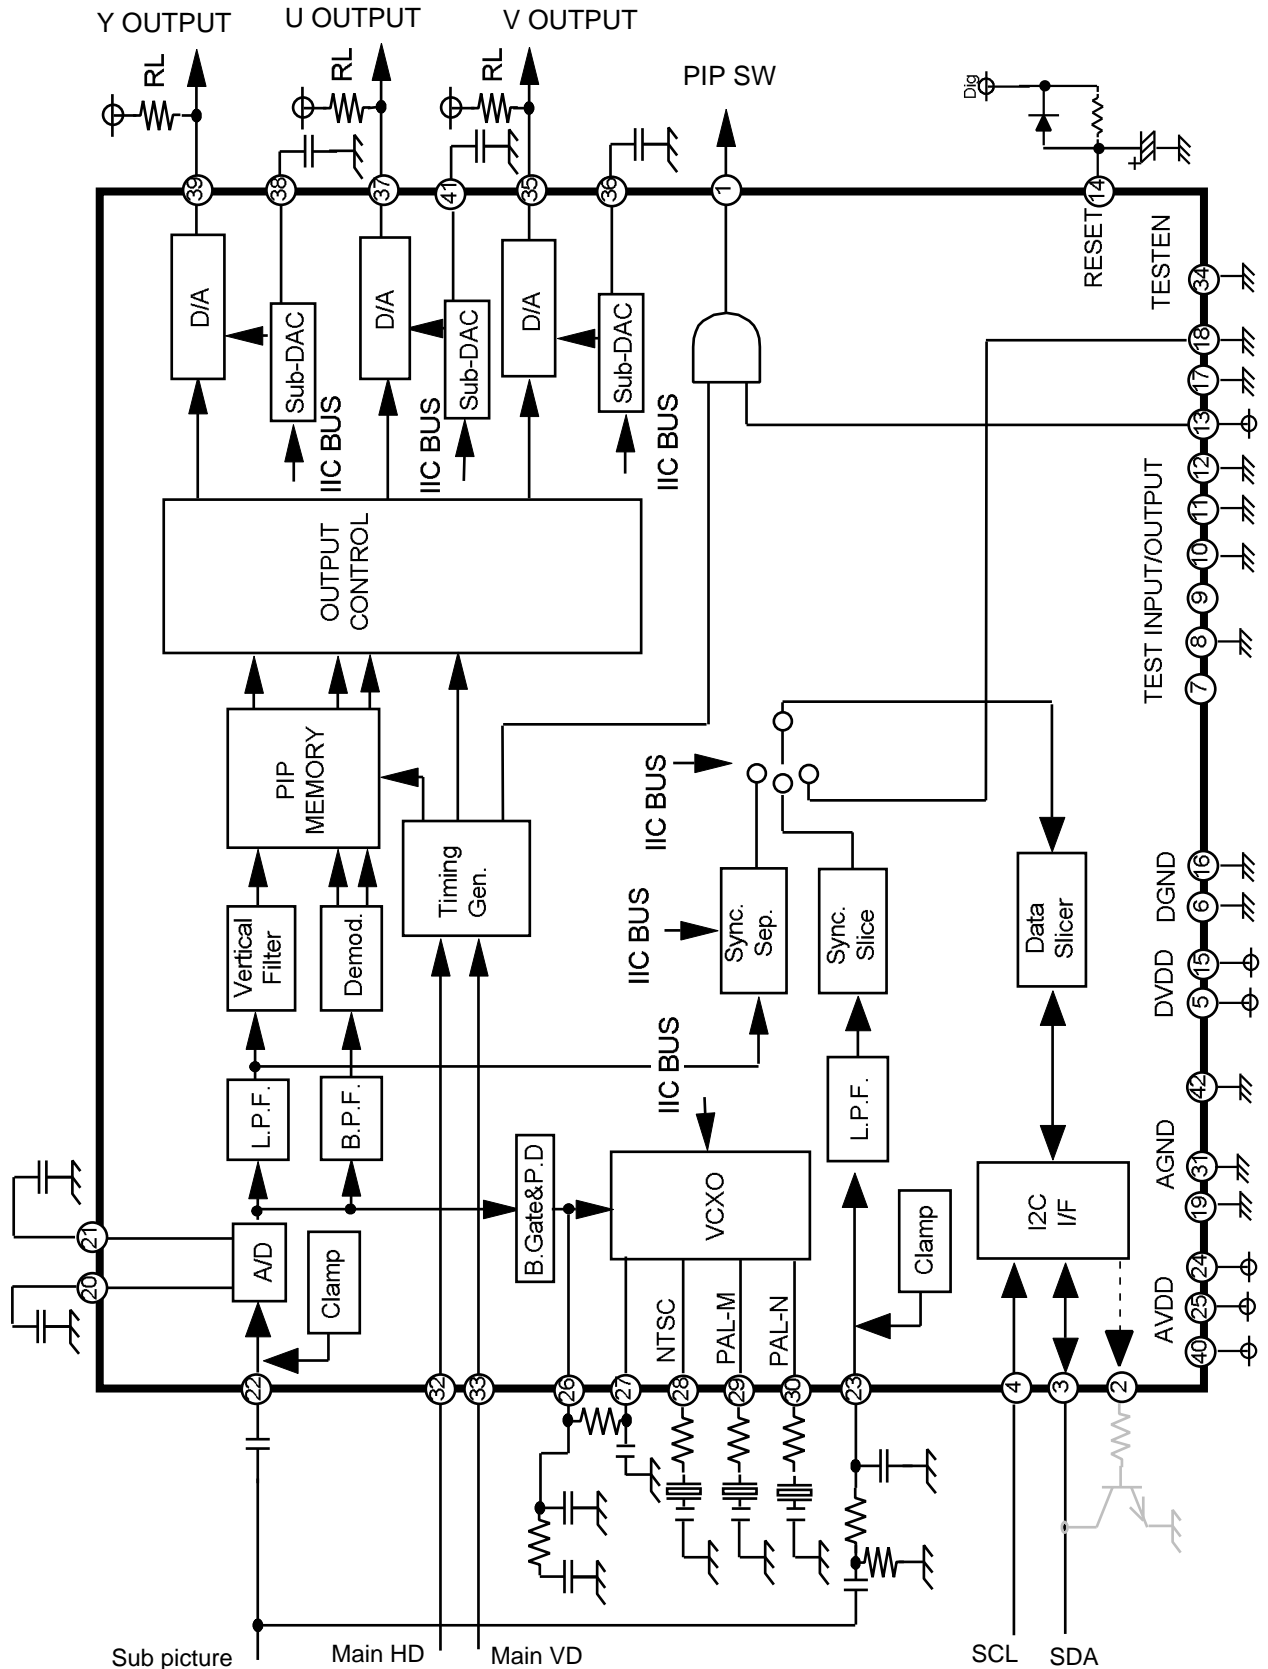 Y OUTPUT
U OUTPUT
V OUTPUT
PIP SW
RL
RL
RL
Dig
39
38
37
41
35
36
1
14
RESET
D/A
Sub-DAC
D/A
Sub-DAC
D/A
Sub-DAC
IIC BUS
IIC BUS
IIC BUS
TESTEN
34
18
17
13
12
11
10
9
8
7
TEST INPUT/OUTPUT
OUTPUT
CONTROL
PIP
MEMORY
Timing
Gen.
IIC BUS
IIC BUS
IIC BUS
Vertical
Filter
Demod.
Sync.
Sep.
Sync.
Slice
Data
Slicer
16
6
DGND
15
5
DVDD
L.P.F.
B.P.F.
L.P.F.
42
31
19
AGND
21
20
A/D
Clamp
B.Gate&P.D
VCXO
Clamp
I2C
I/F
24
25
40
AVDD
NTSC
PAL-M
PAL-N
22
32
33
26
27
28
29
30
23
4
3
2
Sub picture
Main HD
Main VD
SCL
SDA